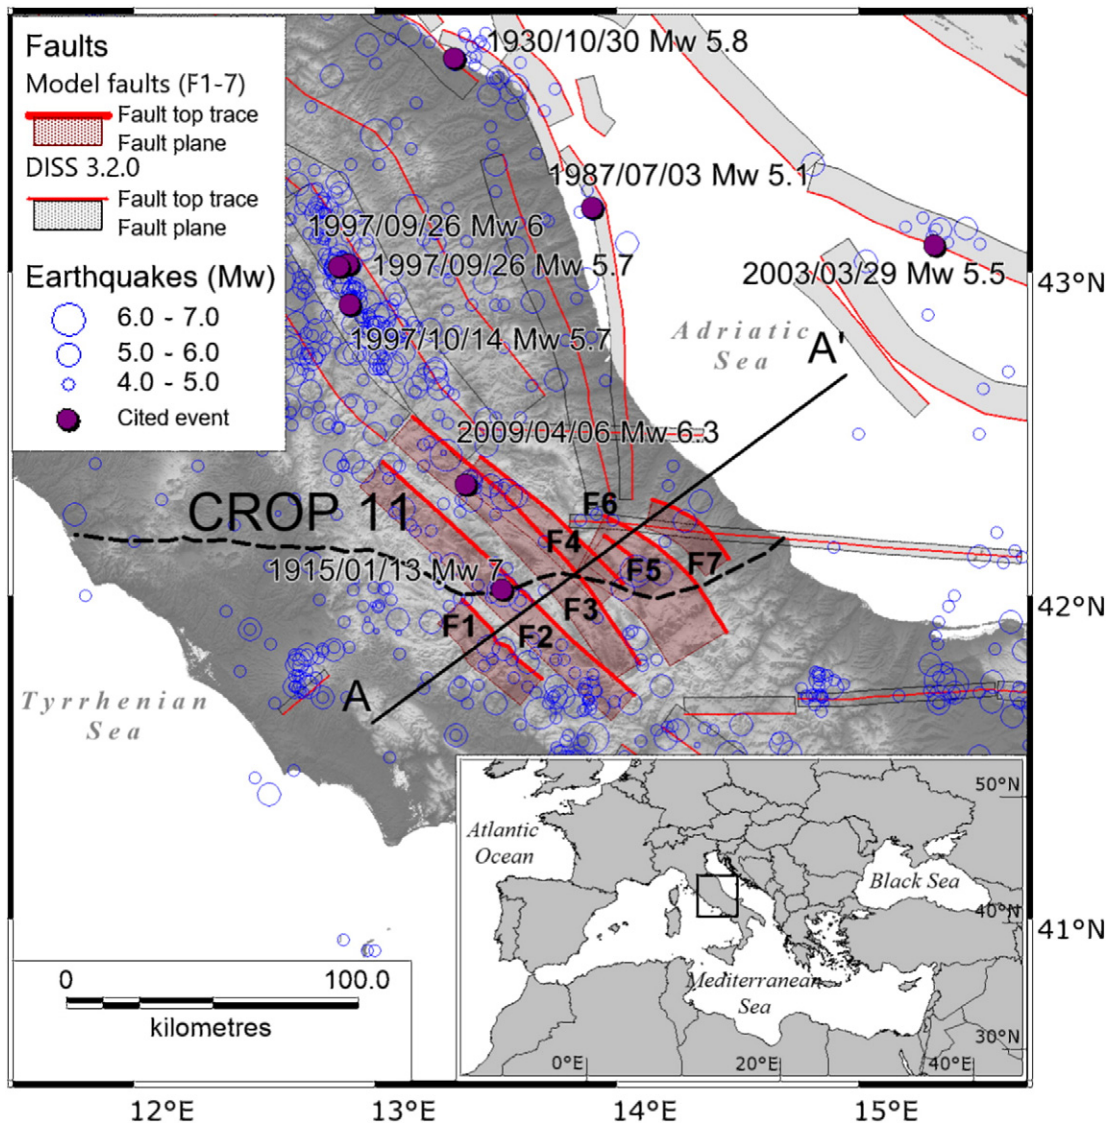 Faults
Model faults (F1-7)
Fault top trace
Fault plane
DISS 3.2.0
Fault top trace
Fault plane
Earthquakes (Mw)
6.0 - 7.0
5.0 - 6.0
4.0 - 5.0
Cited event
1930/10/30 Mw 5.8
1987/07/03 Mw 5.1
1997/09/26 Mw 6
1997/09/26 Mw 5.7
2003/03/29 Mw 5.5
1997/10/14 Mw 5.7
Adriatic
Sea
A'
2009/04/06 Mw 6.3
CROP 11
1915/01/13 Mw 7
F6
F4
F5
F7
F3
F1
F2
A
Tyrrhenian
Sea
43°N
42°N
41°N
Atlantic
Ocean
Black Sea
Mediterranean
Sea
50°N
40°N
30°N
0°E
20°E
40°E
0
100.0
kilometres
12°E
13°E
14°E
15°E